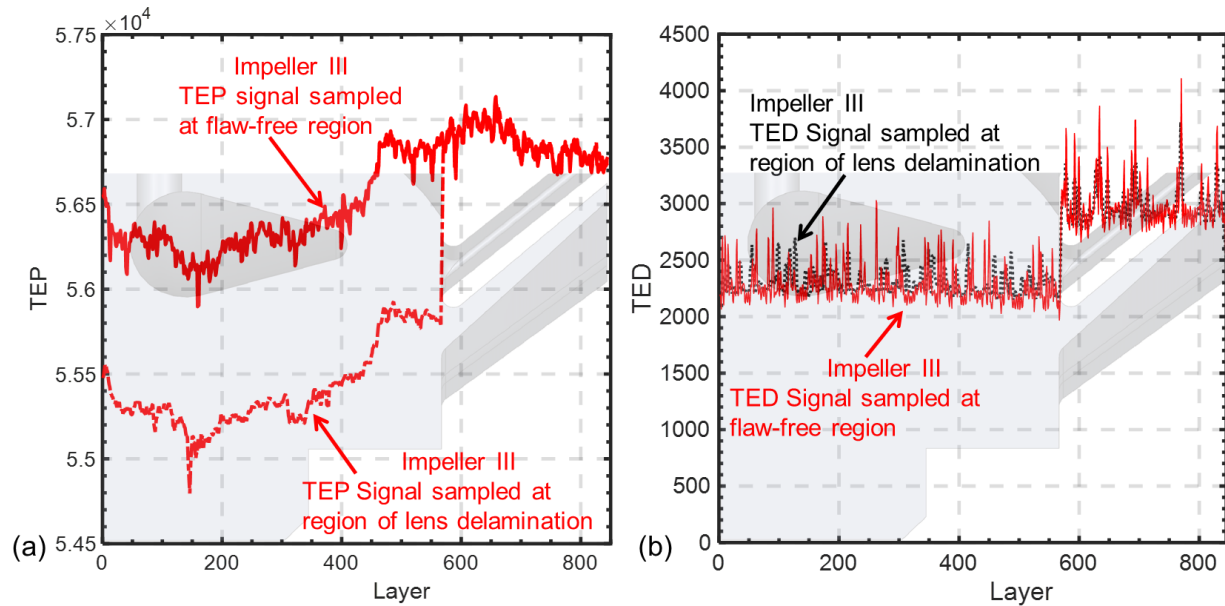 ×10⁴
5.75
5.7
5.65
5.6
5.55
5.5
5.45
TEP
0
200
400
600
800
Layer
(a)
Impeller III
TEP signal sampled
at flaw-free region
Impeller III
TEP Signal sampled at
region of lens delamination
4500
4000
3500
3000
2500
2000
1500
1000
500
0
TED
0
200
400
600
800
Layer
(b)
Impeller III
TED Signal sampled at
region of lens delamination
Impeller III
TED Signal sampled at
flaw-free region